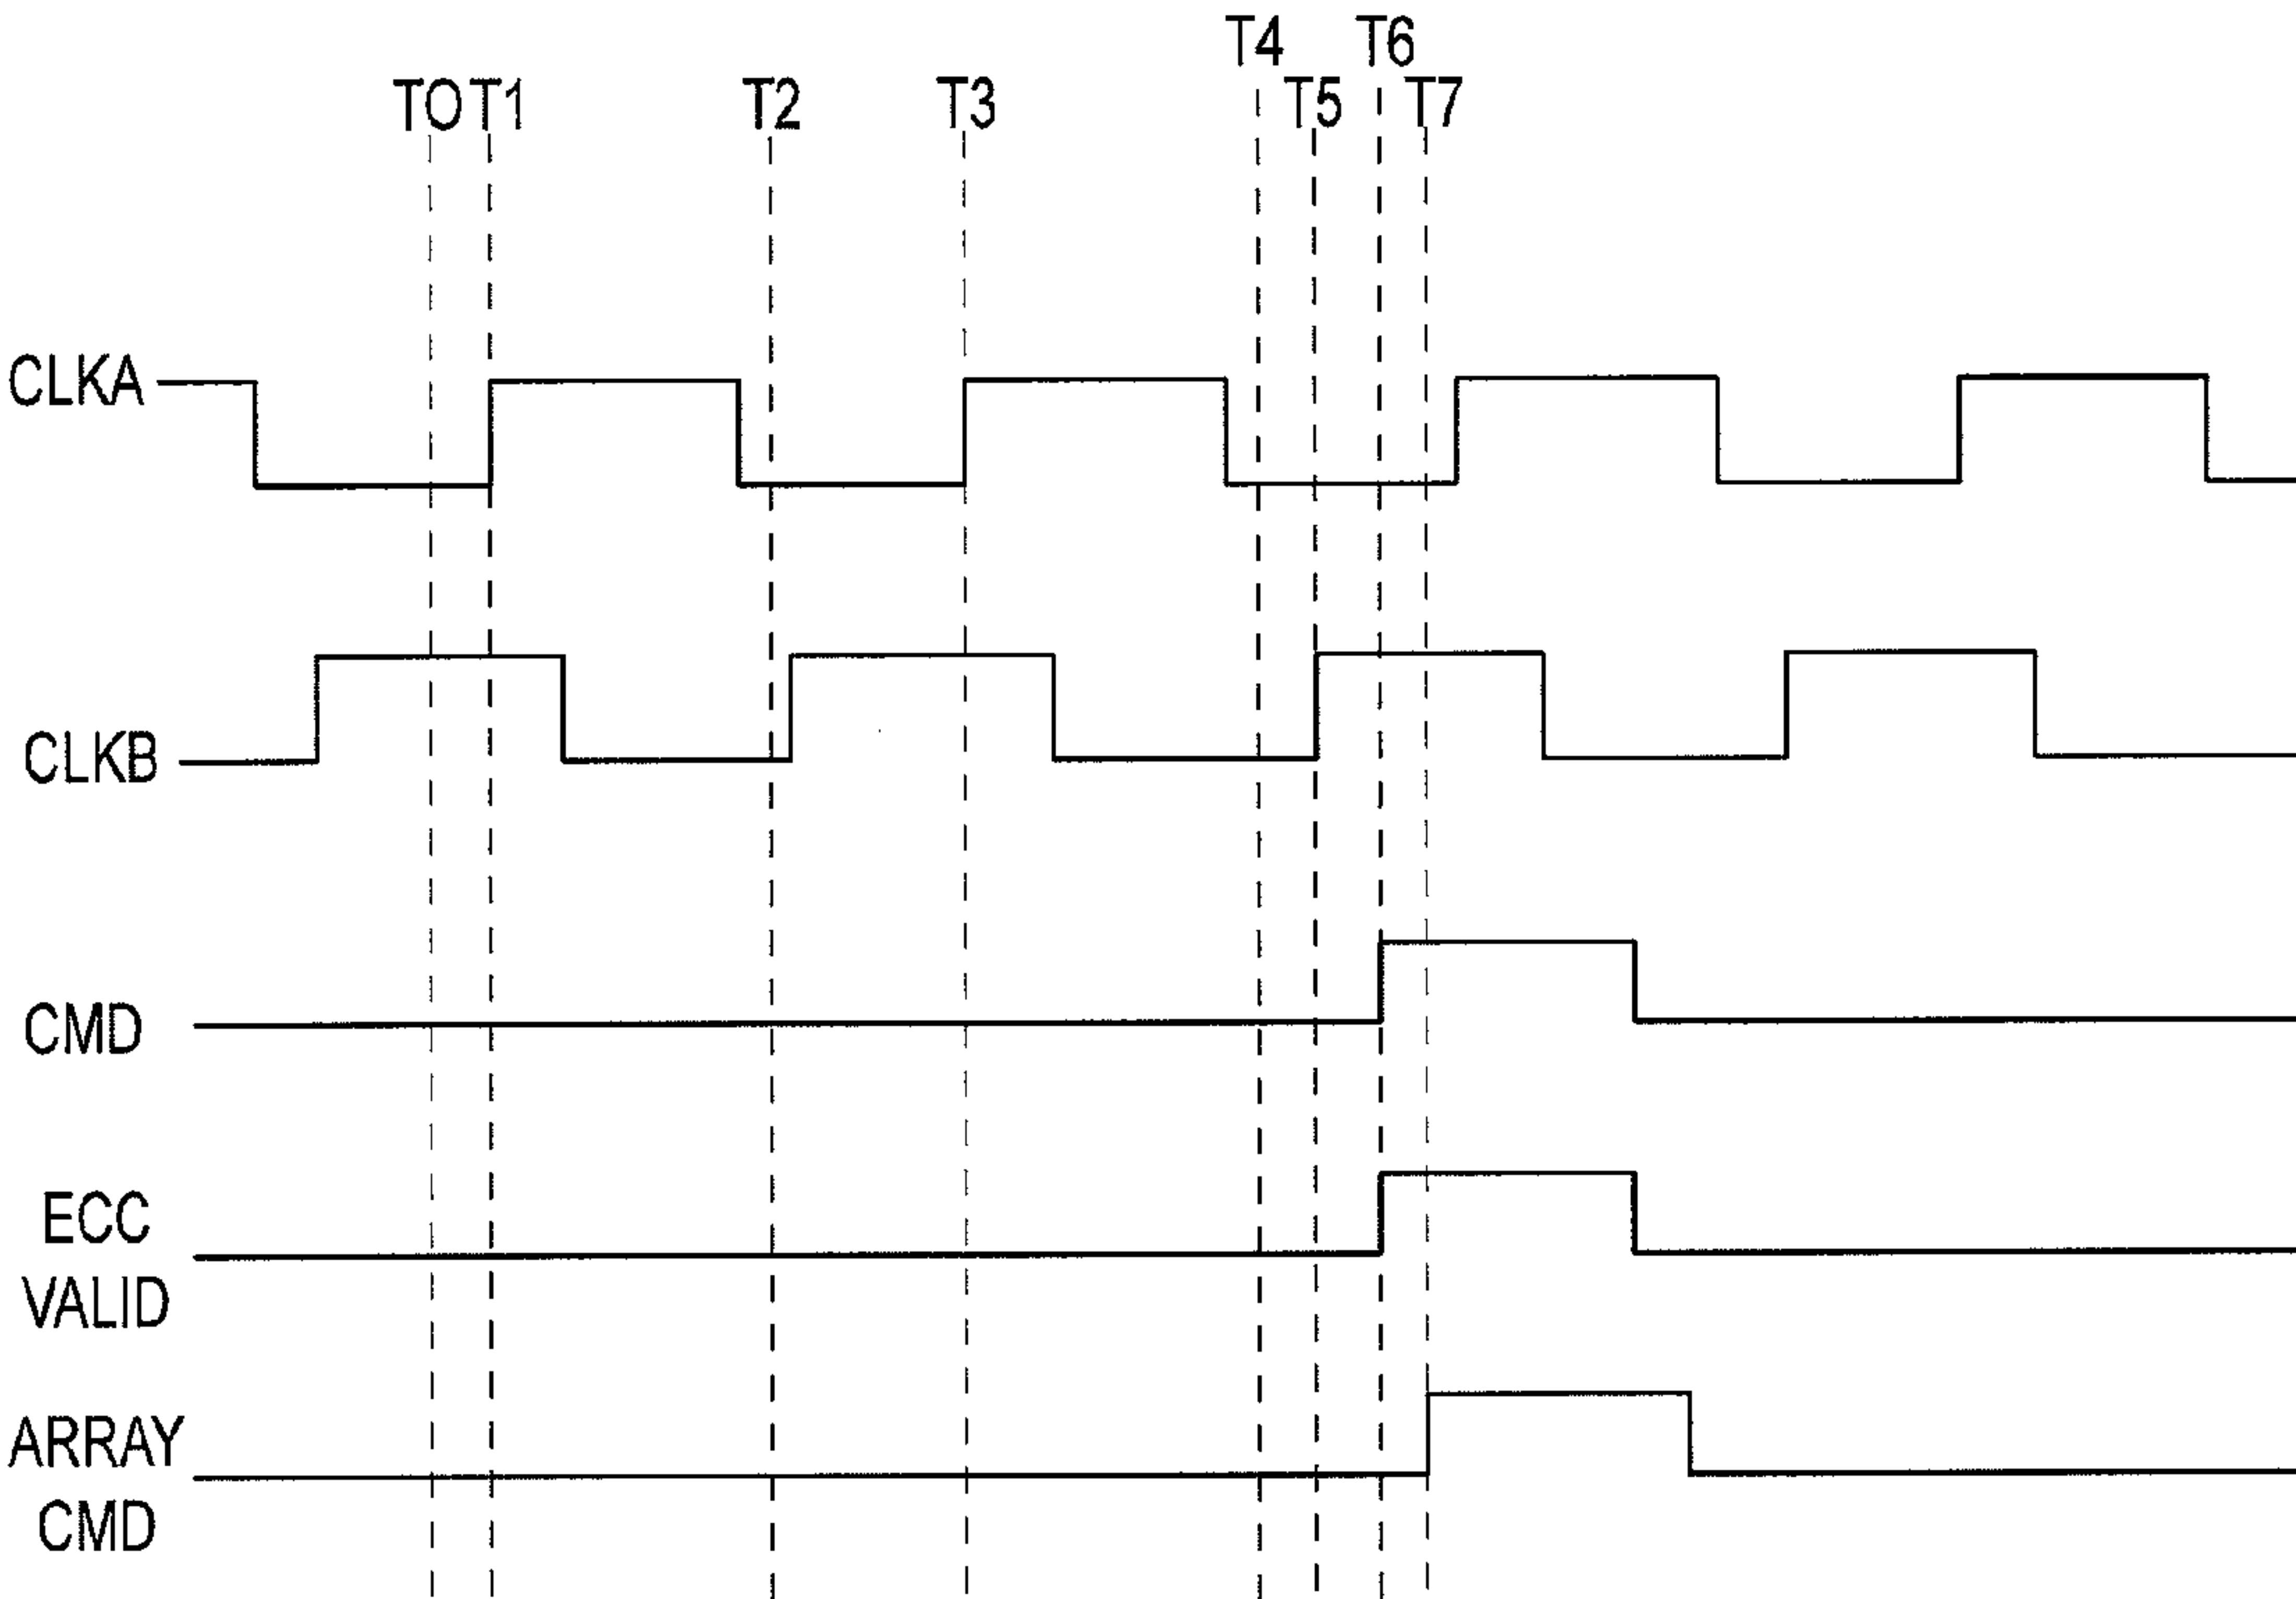 T4 T6
TO T1 T2 T3 T5 T7
CLKA
CLKB
CMD
ECC
VALID
ARRAY
CMD